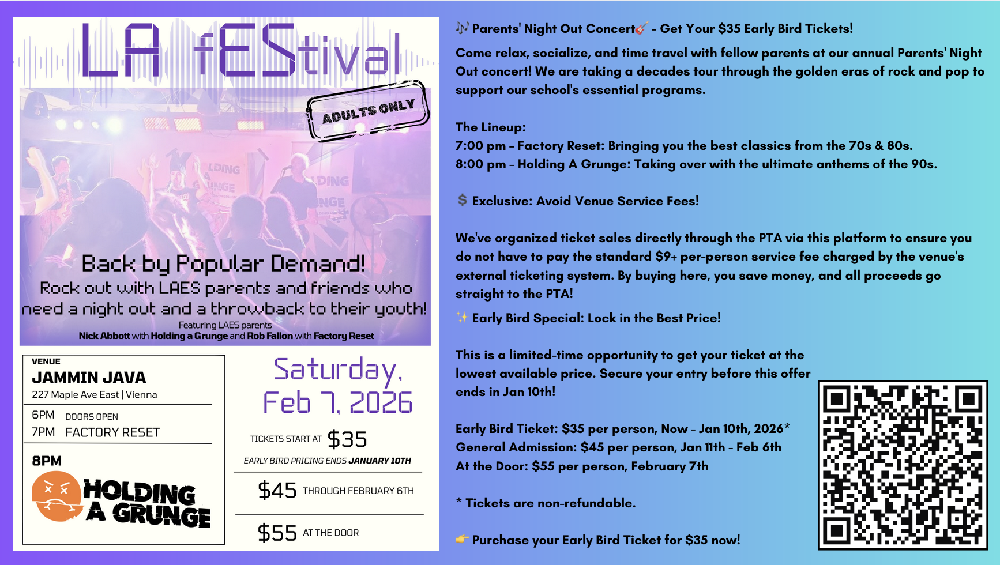 LA fEStival
ADULTS ONLY
Back by Popular Demand!
Rock out with LAES parents and friends who
need a night out and a throwback to their youth!
Featuring LAES parents
Nick Abbott with Holding a Grunge and Rob Fallon with Factory Reset
VENUE
JAMMIN JAVA
227 Maple Ave East | Vienna
6PM DOORS OPEN
7PM FACTORY RESET
8PM
HOLDING
A GRUNGE
Saturday,
Feb 7, 2026
TICKETS START AT $35
EARLY BIRD PRICING ENDS JANUARY 10TH
$45 THROUGH FEBRUARY 6TH
$55 AT THE DOOR
🎶 Parents' Night Out Concert🎸 - Get Your $35 Early Bird Tickets!
Come relax, socialize, and time travel with fellow parents at our annual Parents' Night
Out concert! We are taking a decades tour through the golden eras of rock and pop to
support our school's essential programs.
The Lineup:
7:00 pm – Factory Reset: Bringing you the best classics from the 70s & 80s.
8:00 pm – Holding A Grunge: Taking over with the ultimate anthems of the 90s.
💲 Exclusive: Avoid Venue Service Fees!
We've organized ticket sales directly through the PTA via this platform to ensure you
do not have to pay the standard $9+ per-person service fee charged by the venue's
external ticketing system. By buying here, you save money, and all proceeds go
straight to the PTA!
✨ Early Bird Special: Lock in the Best Price!
This is a limited-time opportunity to get your ticket at the
lowest available price. Secure your entry before this offer
ends in Jan 10th!
Early Bird Ticket: $35 per person, Now - Jan 10th, 2026*
General Admission: $45 per person, Jan 11th - Feb 6th
At the Door: $55 per person, February 7th
* Tickets are non-refundable.
👉 Purchase your Early Bird Ticket for $35 now!